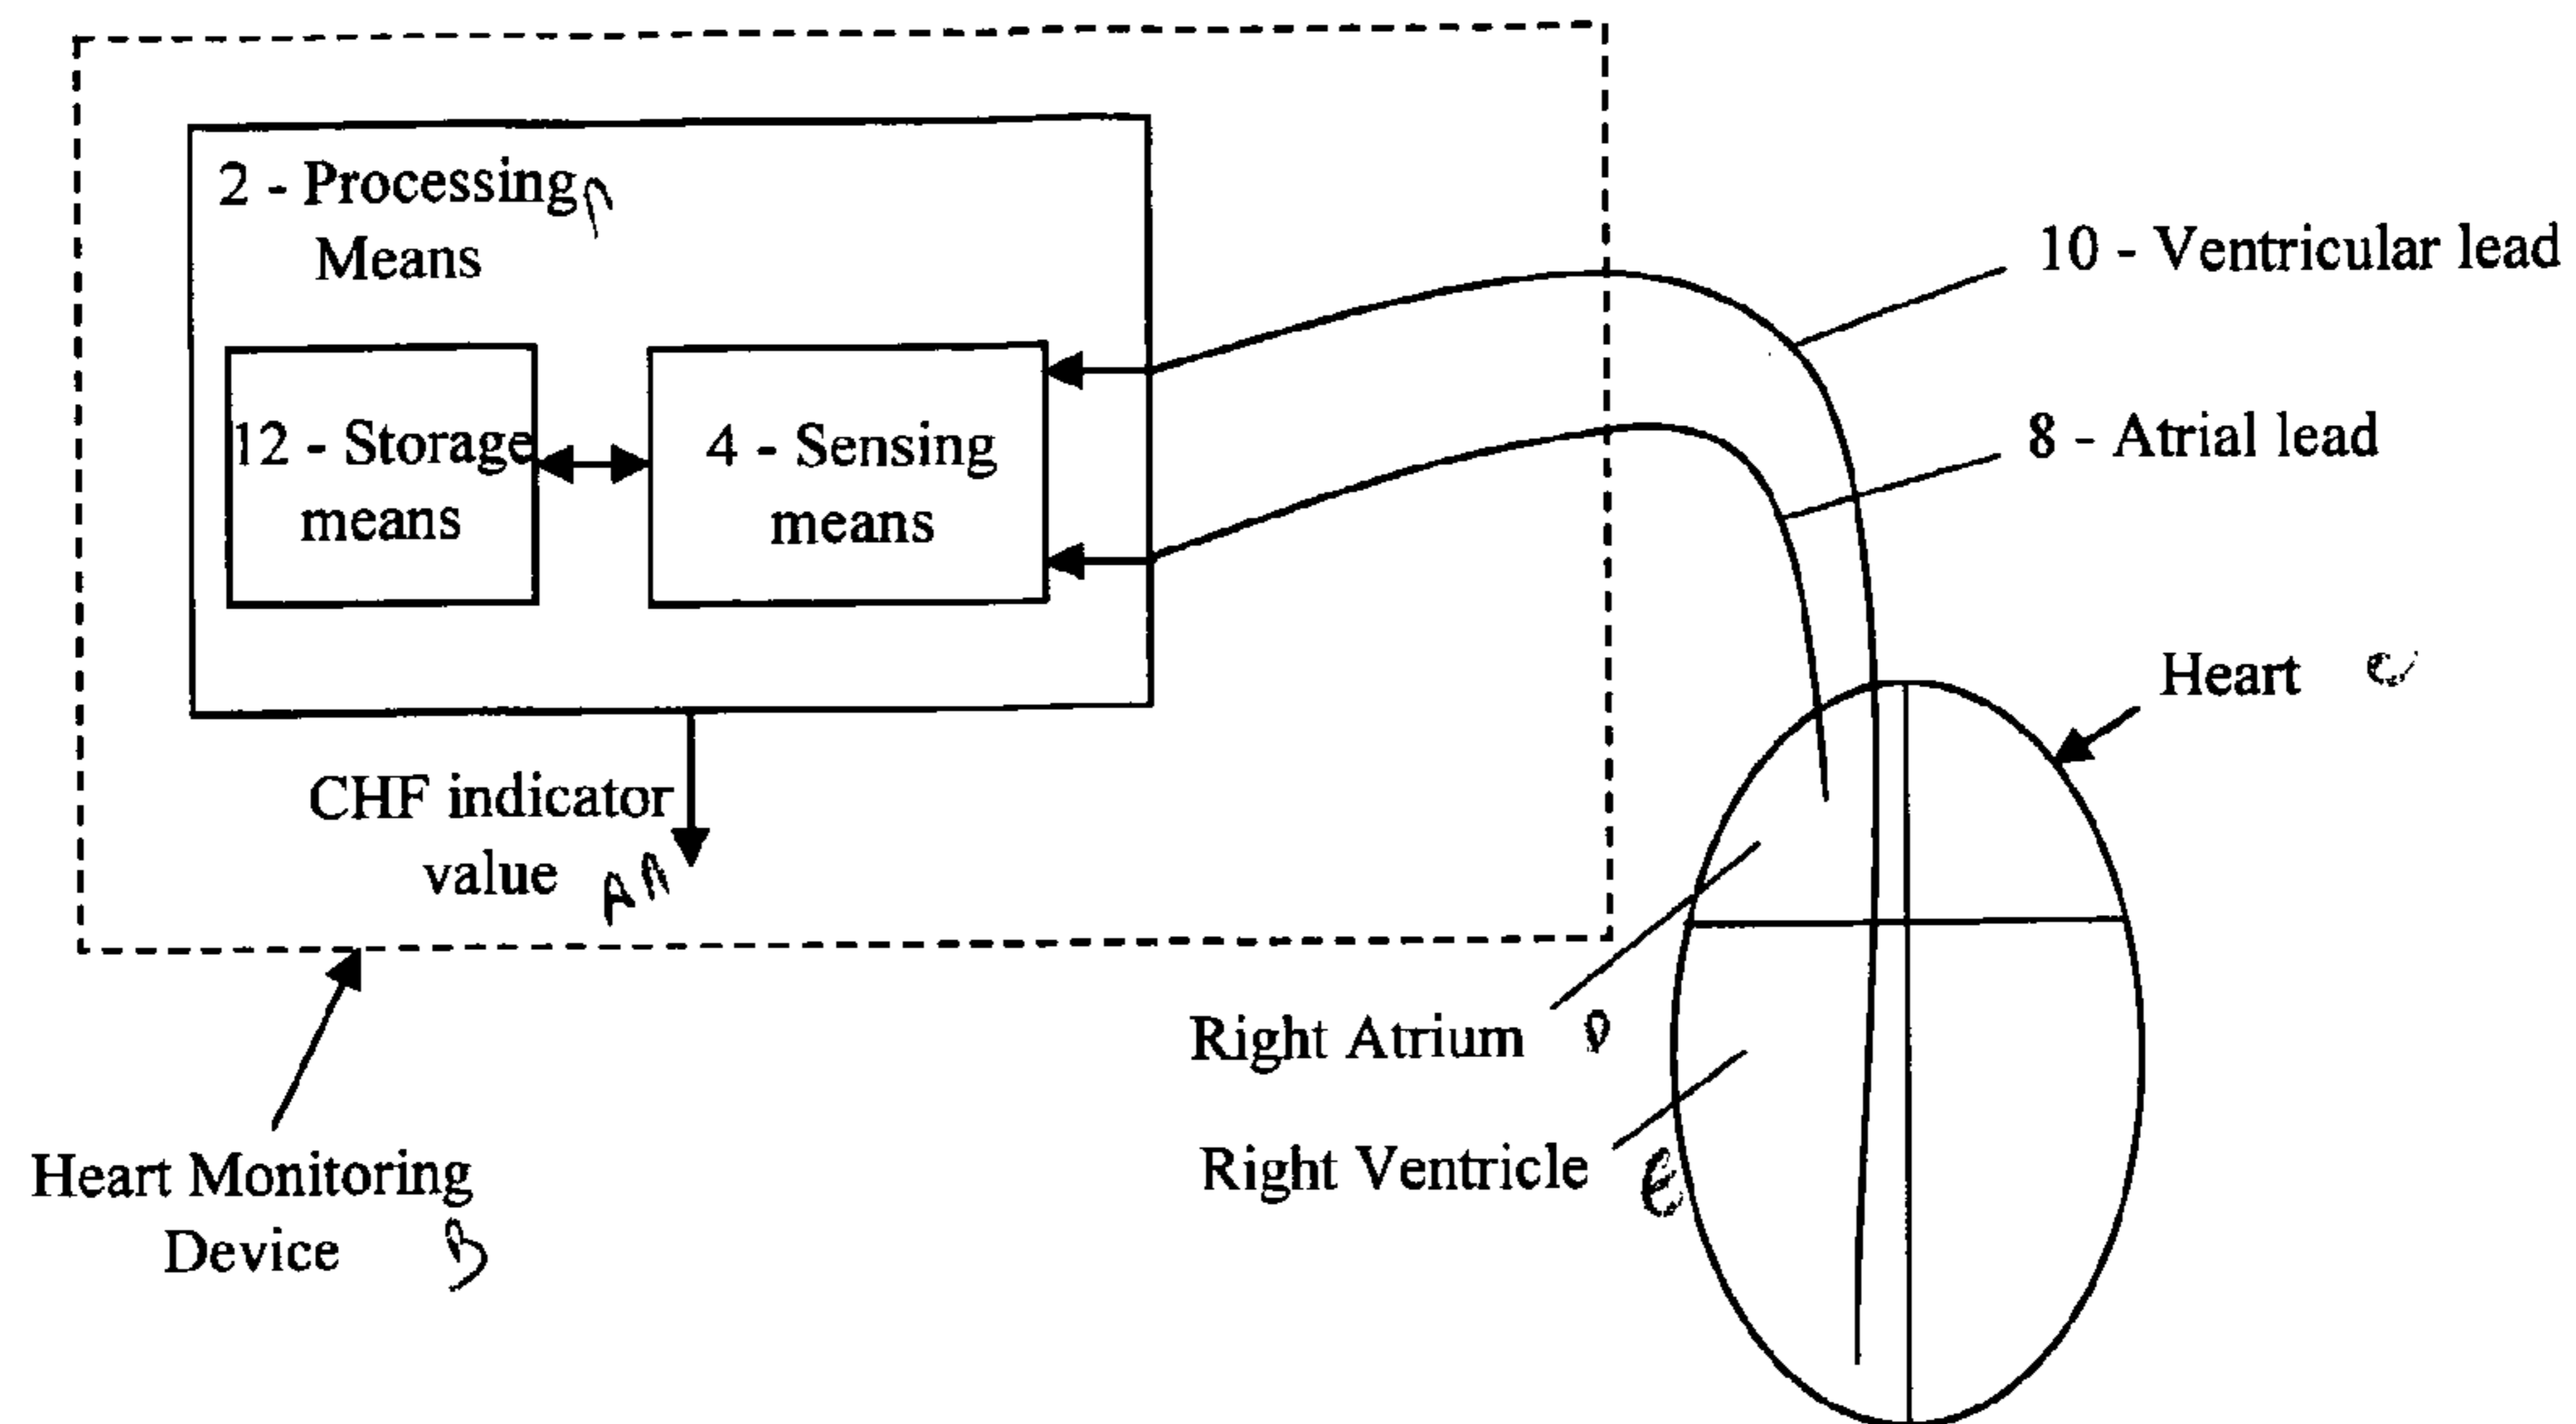 2 - Processing
Means
10 - Ventricular lead
12 - Storage
means
4 - Sensing
means
8 - Atrial lead
Heart C
CHF indicator
value A
Right Atrium D
Right Ventricle E
Heart Monitoring
Device B